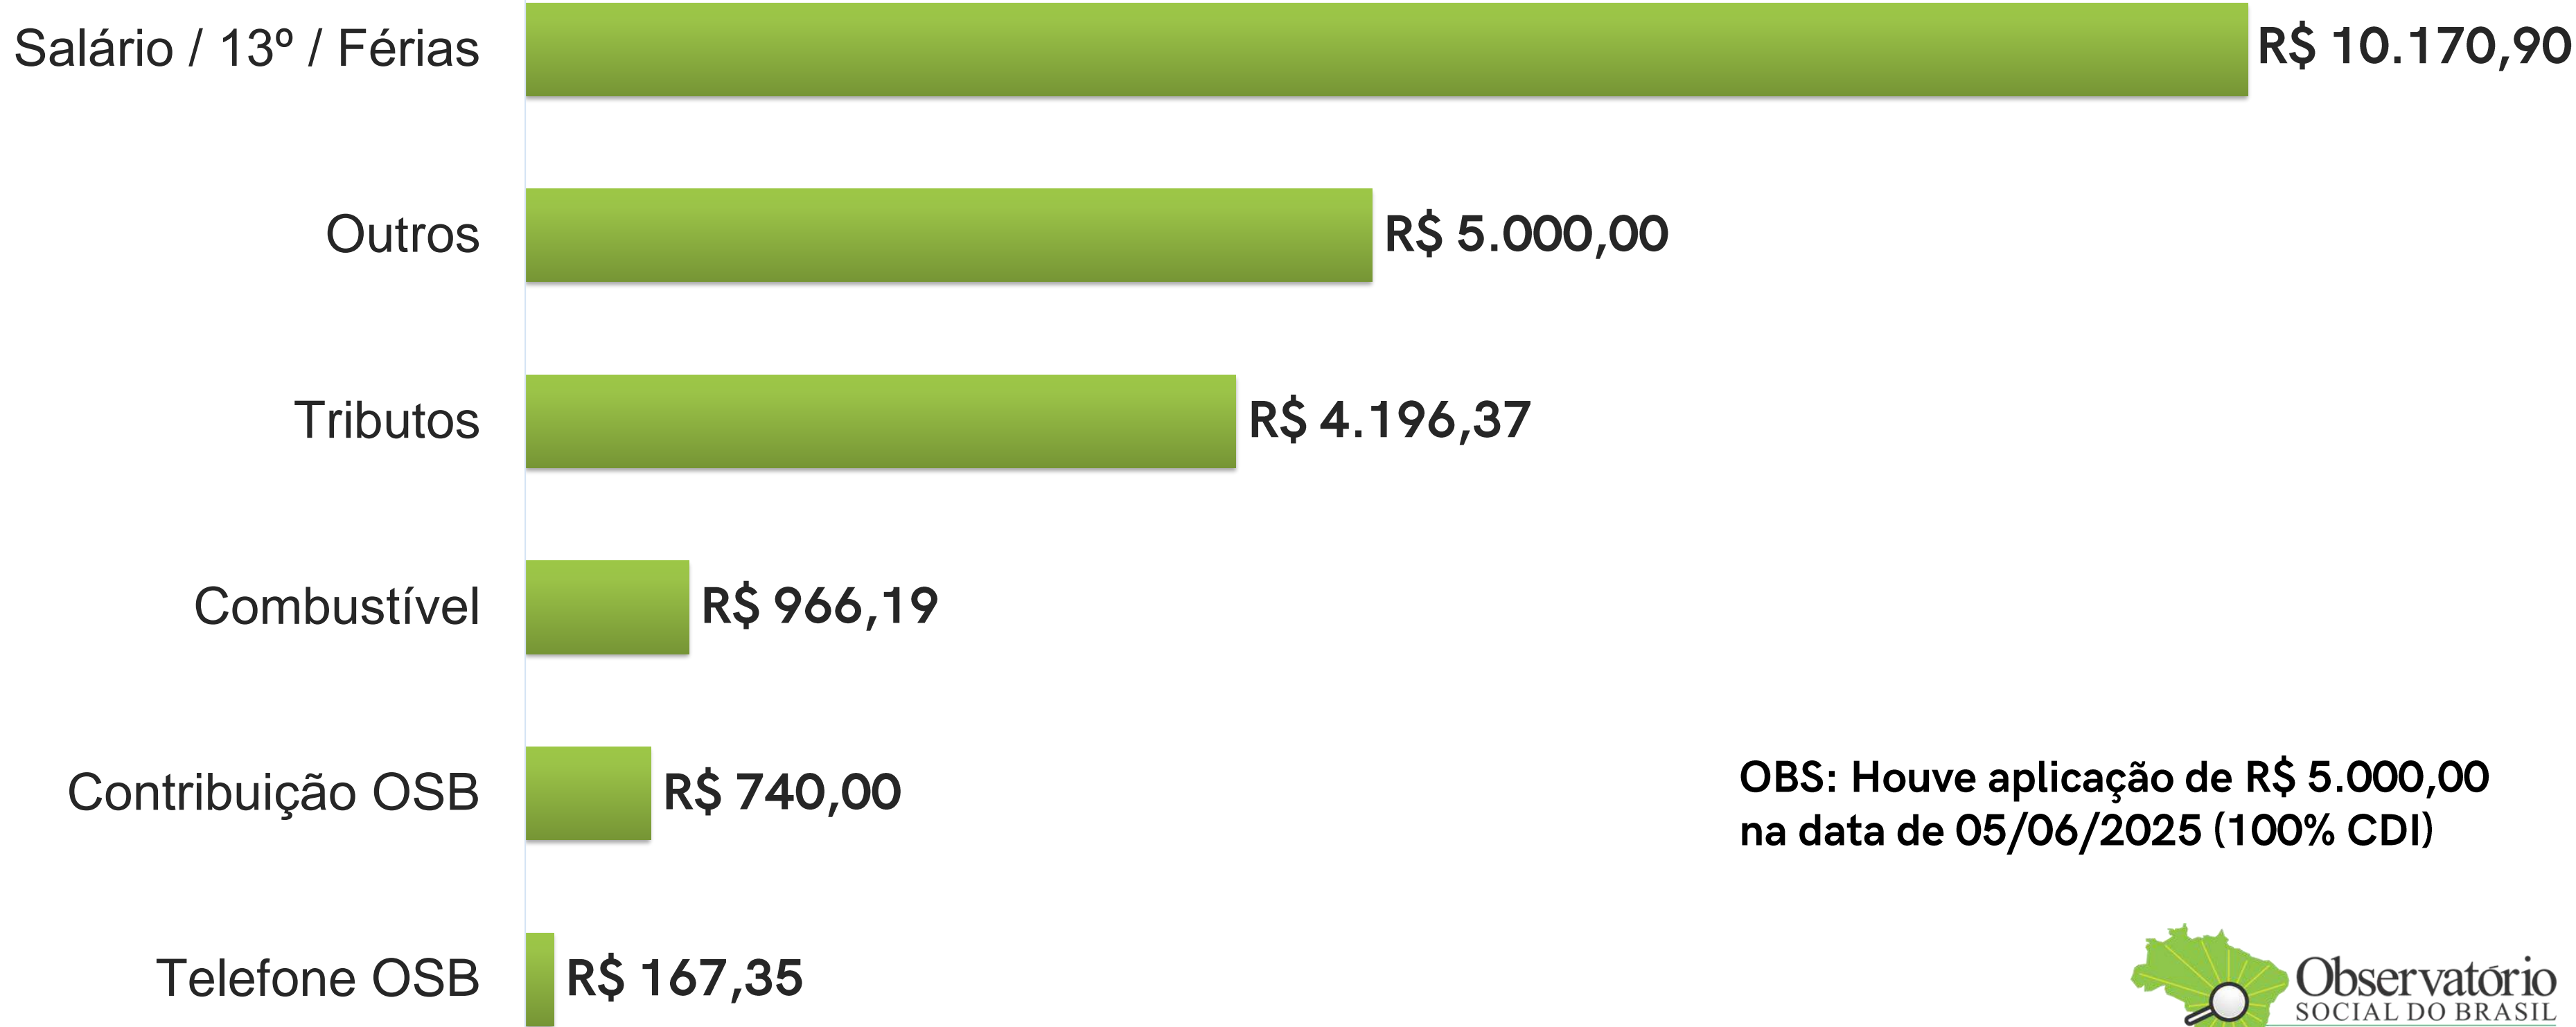 Salário / 13º / Férias R$ 10.170,90
Outros R$ 5.000,00
Tributos R$ 4.196,37
Combustível R$ 966,19
Contribuição OSB R$ 740,00
OBS: Houve aplicação de R$ 5.000,00
na data de 05/06/2025 (100% CDI)
Telefone OSB R$ 167,35
Observatório
SOCIAL DO BRASIL